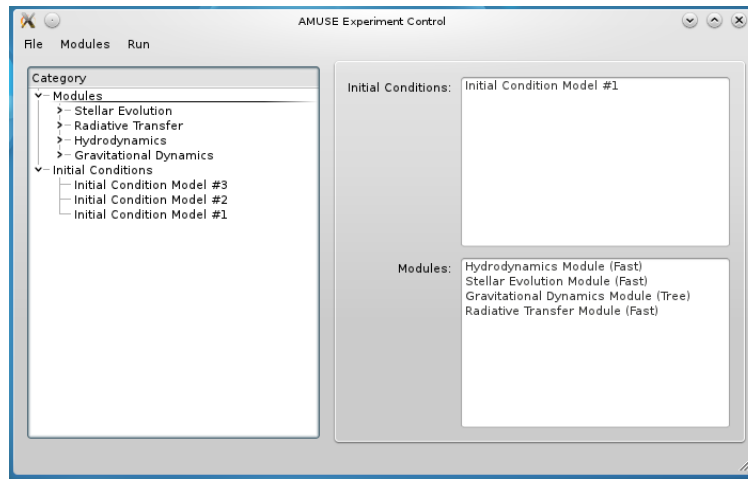 AMUSE Experiment Control
File Modules Run
Category
Modules
Stellar Evolution
Radiative Transfer
Hydrodynamics
Gravitational Dynamics
Initial Conditions
Initial Condition Model #3
Initial Condition Model #2
Initial Condition Model #1
Initial Conditions:
Initial Condition Model #1
Modules:
Hydrodynamics Module (Fast)
Stellar Evolution Module (Fast)
Gravitational Dynamics Module (Tree)
Radiative Transfer Module (Fast)